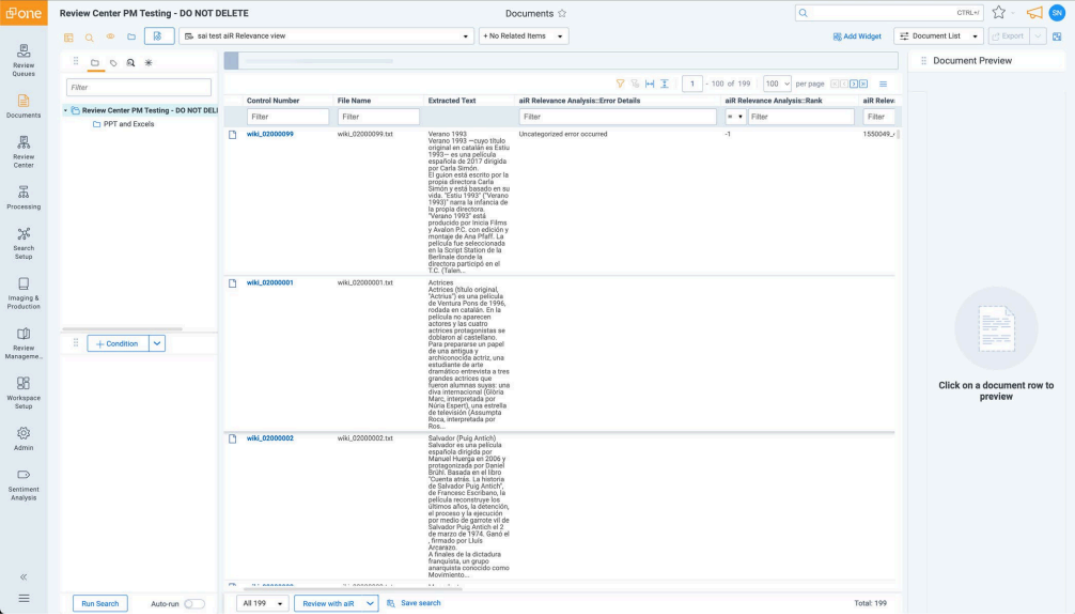 one
Review Center PM Testing - DO NOT DELETE
Documents
CTRL+/
SN
sai test aiR Relevance view
+ No Related Items
Add Widget
Document List
Export
Review
Queues
Documents
Review
Center
Processing
Search
Setup
Imaging &
Production
Review
Manageme...
Workspace
Setup
Admin
Sentiment
Analysis
Filter
Review Center PM Testing - DO NOT DEL
PPT and Excels
+ Condition
Run Search
Auto-run
1 - 100 of 199
100 per page
Control Number File Name Extracted Text aiR Relevance Analysis::Error Details aiR Relevance Analysis::Rank aiR Relev
Filter Filter Filter = Filter Filter
wiki_02000099 wiki_02000099.txt
Verano 1993
Verano 1993 —cuyo título
original en catalán es Estiu
1993— es una película
española de 2017 dirigida
por Carla Simón.
El guion está escrito por la
propia directora Carla
Simón y está basado en su
vida. "Estiu 1993" ("Verano
1993)" narra la infancia de
la propia directora.
"Verano 1993" está
producido por Inicia Films
y Avalon P.C. con edición y
montaje de Ana Pfaff. La
película fue seleccionada
en la Script Station de la
Berlinale donde la
directora participó en el
T.C. (Talen...
Uncategorized error occurred
-1
1550049_
wiki_02000001 wiki_02000001.txt
Actrices
Actrices (título original,
"Actrius") es una película
de Ventura Pons de 1996,
rodada en catalán. En la
película no aparecen
actores y las cuatro
actrices protagonistas se
doblaron al castellano.
Para prepararse un papel
de una antigua y
archiconocida actriz, una
estudiante de arte
dramático entrevista a tres
grandes actrices que
fueron alumnas suyas: una
diva internacional (Glòria
Marc, interpretada por
Núria Espert), una estrella
de televisión (Assumpta
Roca, interpretada por
Ros...
wiki_02000002 wiki_02000002.txt
Salvador (Puig Antich)
Salvador es una película
española dirigida por
Manuel Huerga en 2006 y
protagonizada por Daniel
Brühl. Basada en el libro
"Cuenta atrás. La historia
de Salvador Puig Antich",
de Francesc Escribano, la
película reconstruye los
últimos años, la detención,
el proceso y la ejecución
por medio de garrote vil de
Salvador Puig Antich el 2
de marzo de 1974. Ganó el
, firmado por Lluís
Arcarazo.
A finales de la dictadura
franquista, un grupo
anarquista conocido como
Movimiento...
All 199
Review with aiR
Save search
Total: 199
Document Preview
Click on a document row to
preview